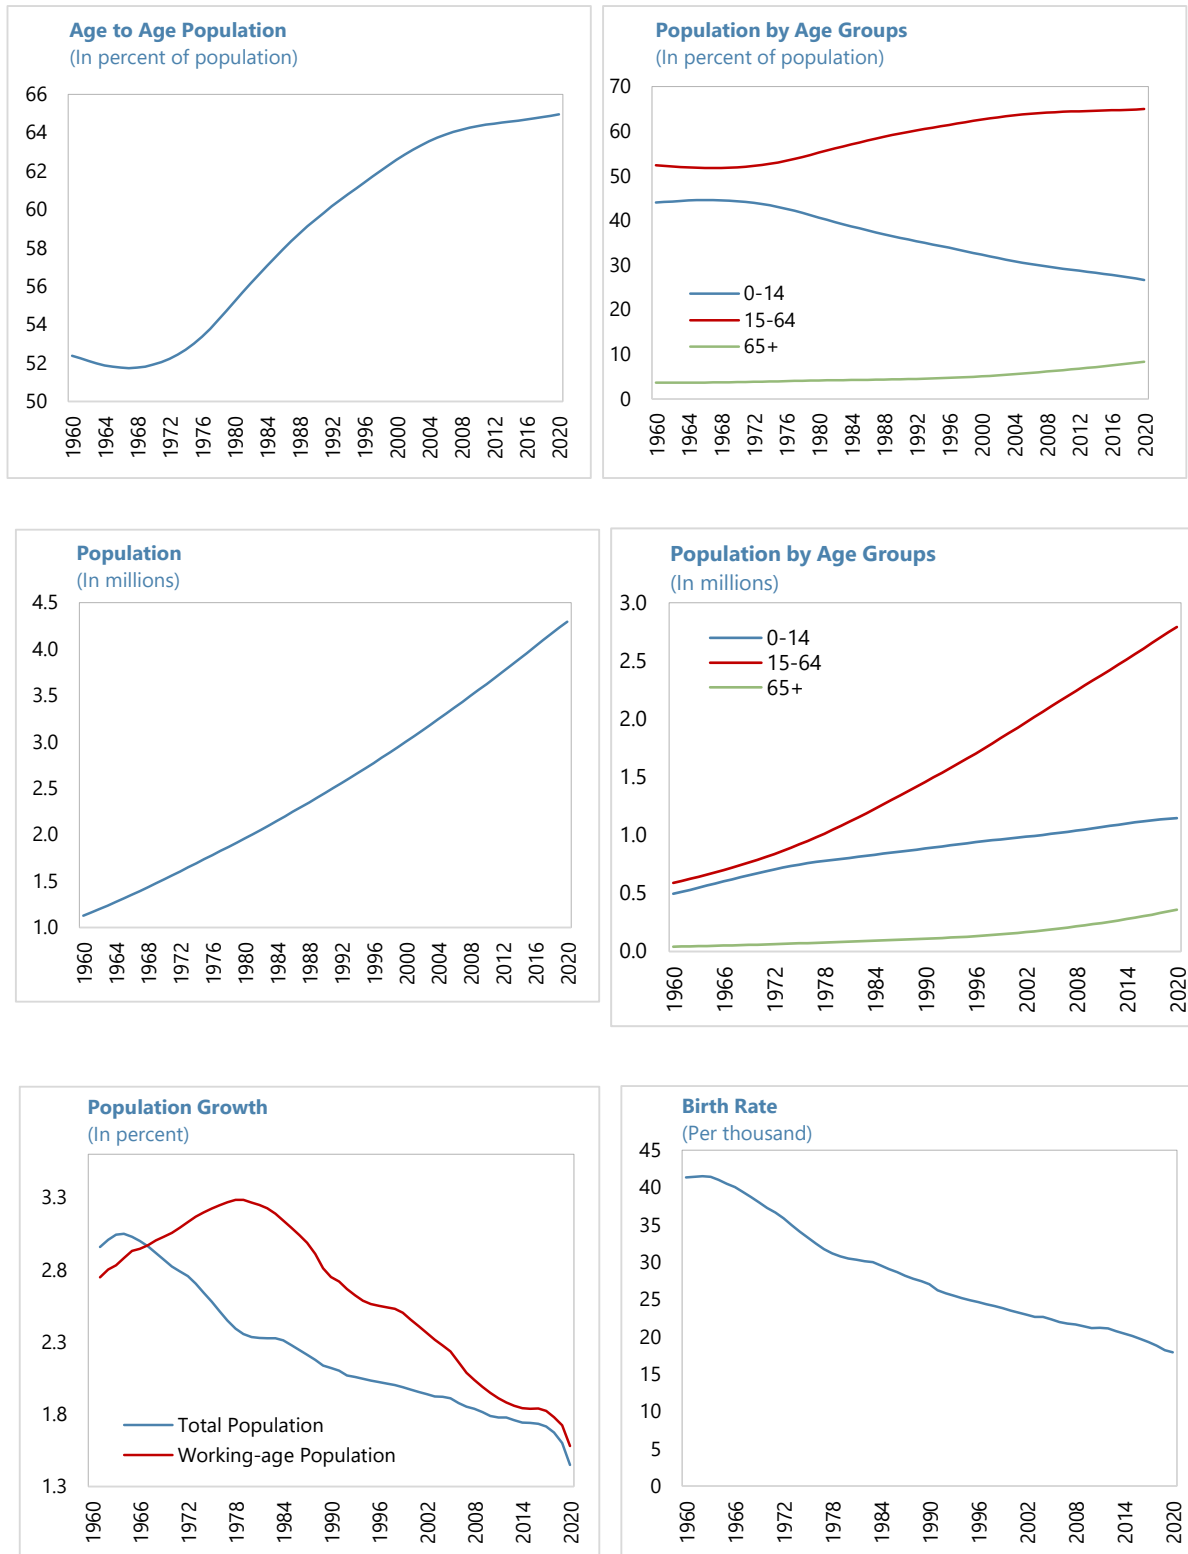 Age to Age Population
(In percent of population)
66
64
62
60
58
56
54
52
50
1960 1964 1968 1972 1976 1980 1984 1988 1992 1996 2000 2004 2008 2012 2016 2020
Population by Age Groups
(In percent of population)
70
60
50
40
30
20
10
0
0-14
15-64
65+
1960 1964 1968 1972 1976 1980 1984 1988 1992 1996 2000 2004 2008 2012 2016 2020
Population
(In millions)
4.5
4.0
3.5
3.0
2.5
2.0
1.5
1.0
1960 1964 1968 1972 1976 1980 1984 1988 1992 1996 2000 2004 2008 2012 2016 2020
Population by Age Groups
(In millions)
3.0
2.5
2.0
1.5
1.0
0.5
0.0
0-14
15-64
65+
1960 1966 1972 1978 1984 1990 1996 2002 2008 2014 2020
Population Growth
(In percent)
3.3
2.8
2.3
1.8
1.3
Total Population
Working-age Population
1960 1966 1972 1978 1984 1990 1996 2002 2008 2014 2020
Birth Rate
(Per thousand)
45
40
35
30
25
20
15
10
5
0
1960 1966 1972 1978 1984 1990 1996 2002 2008 2014 2020